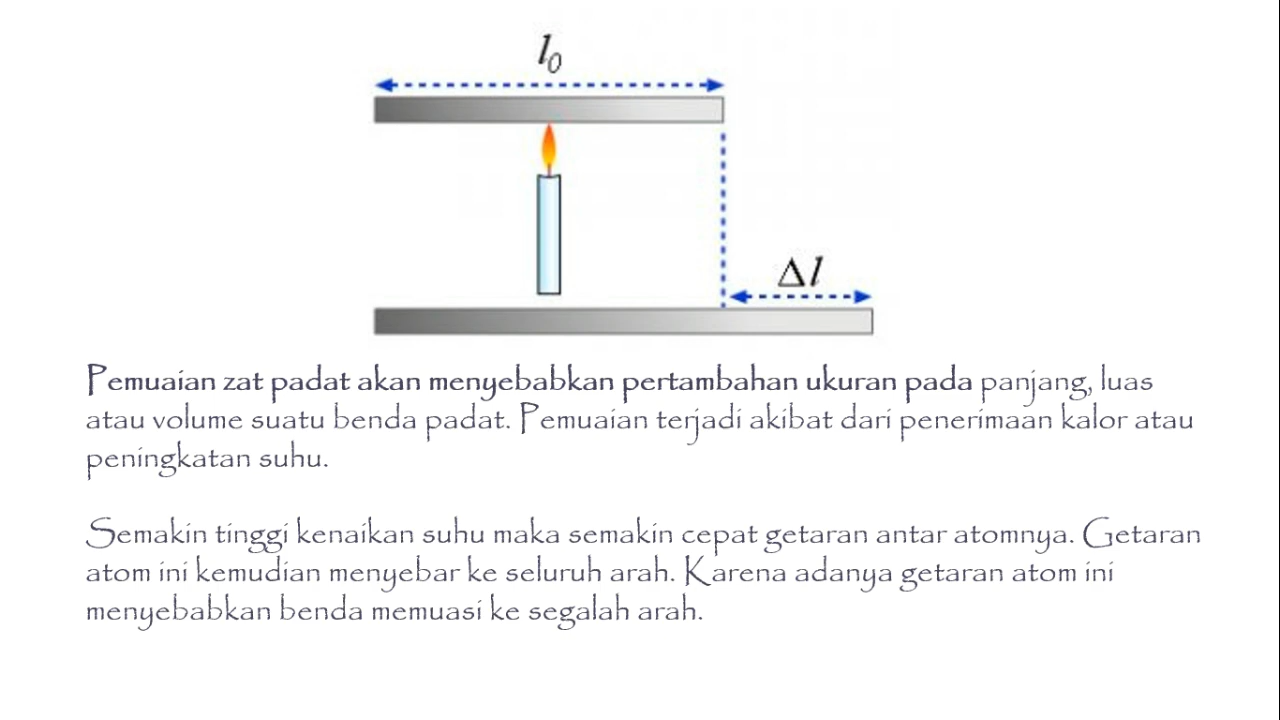 l0
Δl
Pemuaian zat padat akan menyebabkan pertambahan ukuran pada panjang, luas
atau volume suatu benda padat. Pemuaian terjadi akibat dari penerimaan kalor atau
peningkatan suhu.
Semakin tinggi kenaikan suhu maka semakin cepat getaran antar atomnya. Getaran
atom ini kemudian menyebar ke seluruh arah. Karena adanya getaran atom ini
menyebabkan benda memuasi ke segalah arah.